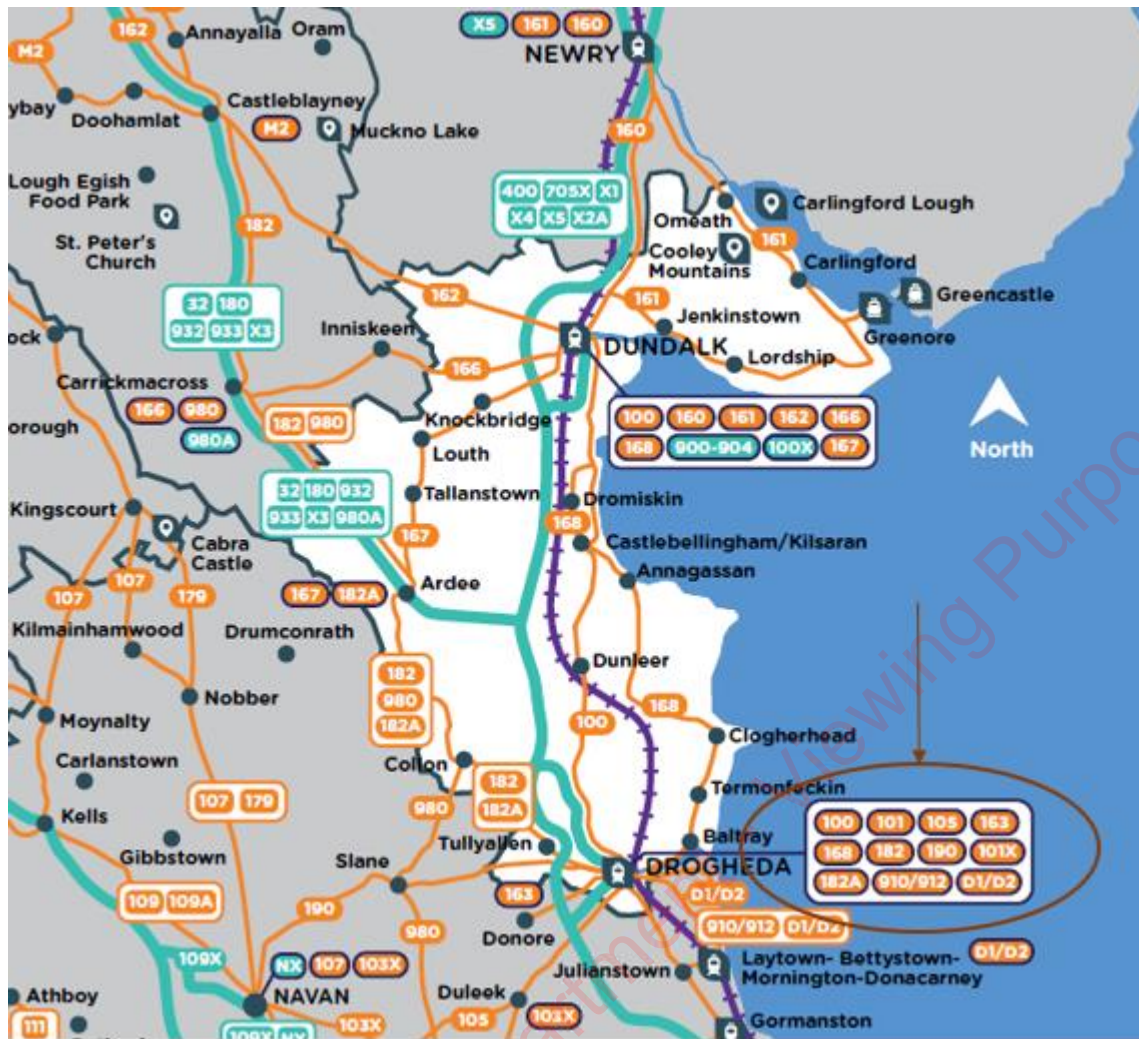 162
Annayalla
Oram
X5 161 160
NEWRY
M2
ybay
Doohamlat
Castleblayney
M2
Muckno Lake
160
Lough Egish
Food Park
St. Peter's
Church
182
400 705X X1
X4 X5 X2A
Omeath
Carlingford Lough
Cooley
Mountains
161
Carlingford
Greencastle
Greenore
32 180
932 933 X3
162
161
Inniskeen
Jenkinstown
DUNDALK
Lordship
ock
Carrickmacross
166
166 980
980A
182 980
Knockbridge
100 160 161 162 166
168 900-904 100X 167
North
orough
Louth
32 180 932
933 X3 980A
Tallanstown
Dromiskin
Kingscourt
168
167
Castlebellingham/Kilsaran
Cabra
Castle
Annagassan
107
107
179
Ardee
167 182A
Kilmainhamwood
Drumconrath
182
980
182A
Dunleer
Nobber
Moynalty
100
168
Clogherhead
Carlanstown
Collon
182
182A
Termonfeckin
107 179
980
Kells
Baltray
100 101 105 163
168 182 190 101X
182A 910/912 D1/D2
Gibbstown
Slane
Tullyallen
DROGHEDA
109 109A
190
163
D1/D2
980
Donore
910/912 D1/D2
109X
NX 107 103X
Julianstown
Laytown- Bettystown-
Mornington-Donacarney
D1/D2
Athboy
NAVAN
Duleek
111
103X
105
103X
Gormanston
109X NX
Viewing Purpo